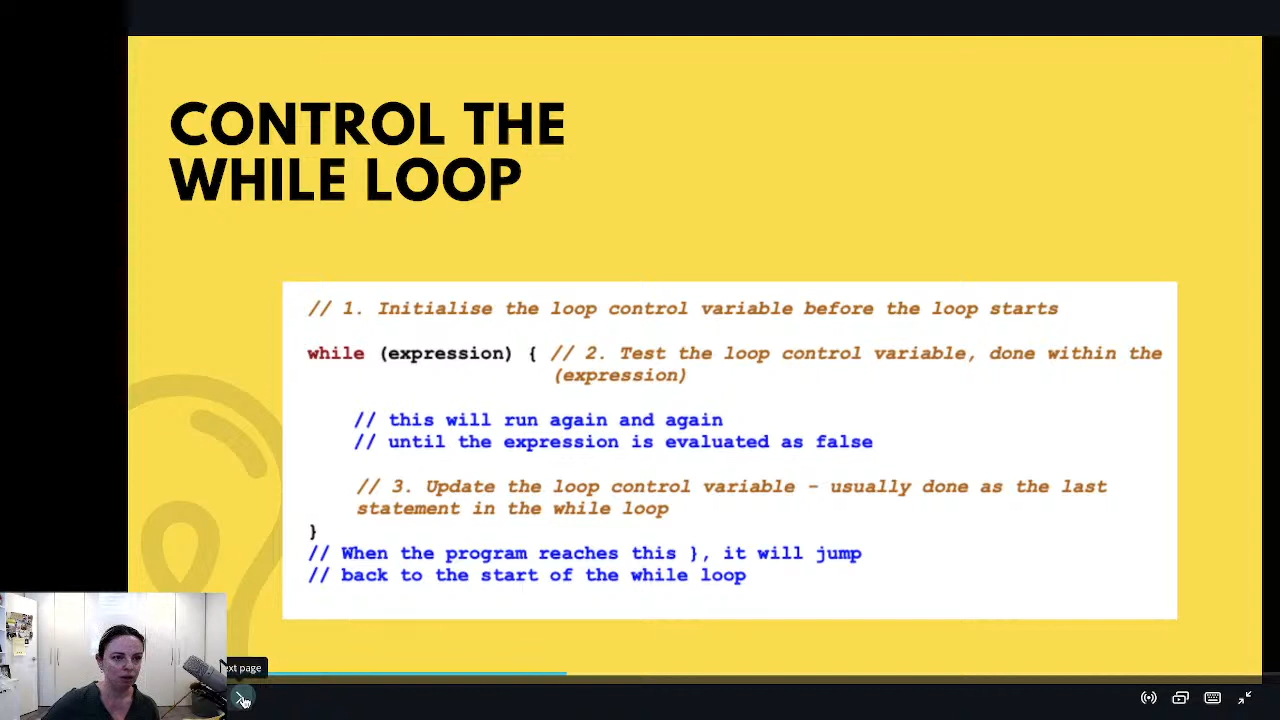 CONTROL THE
WHILE LOOP
// 1. Initialise the loop control variable before the loop starts
while (expression) { // 2. Test the loop control variable, done within the
(expression)
// this will run again and again
// until the expression is evaluated as false
// 3. Update the loop control variable – usually done as the last
statement in the while loop
}
// When the program reaches this }, it will jump
// back to the start of the while loop
ext page